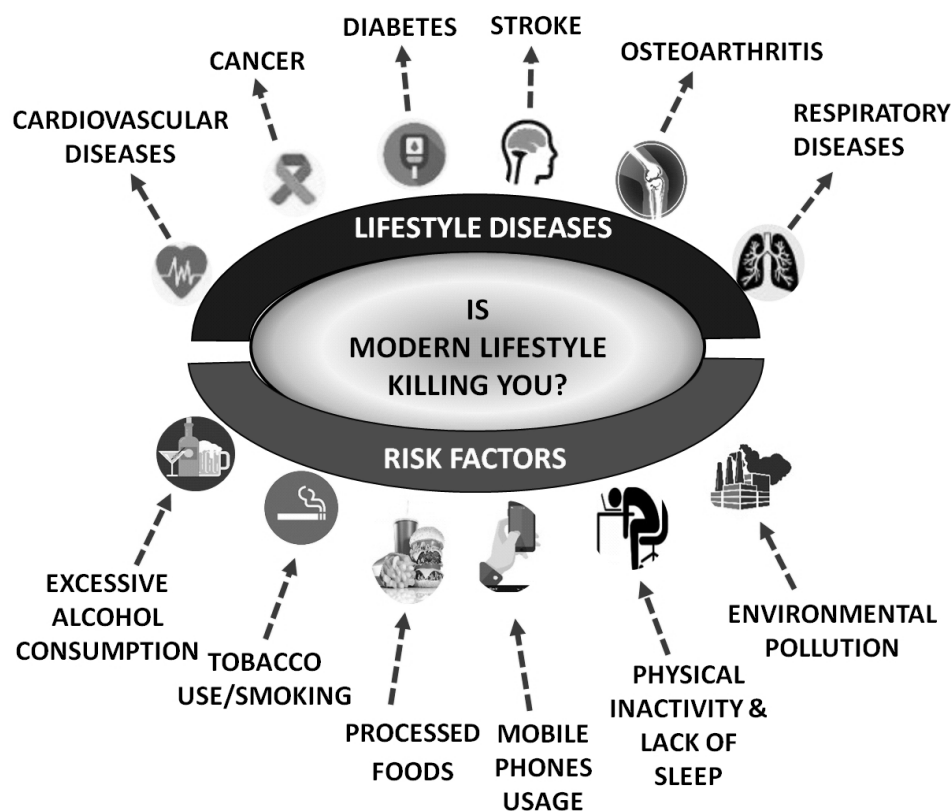 DIABETES
STROKE
CANCER
OSTEOARTHRITIS
CARDIOVASCULAR
DISEASES
RESPIRATORY
DISEASES
LIFESTYLE DISEASES
IS
MODERN LIFESTYLE
KILLING YOU?
RISK FACTORS
EXCESSIVE
ALCOHOL
CONSUMPTION
TOBACCO
USE/SMOKING
PROCESSED
FOODS
MOBILE
PHONES
USAGE
PHYSICAL
INACTIVITY &
LACK OF
SLEEP
ENVIRONMENTAL
POLLUTION